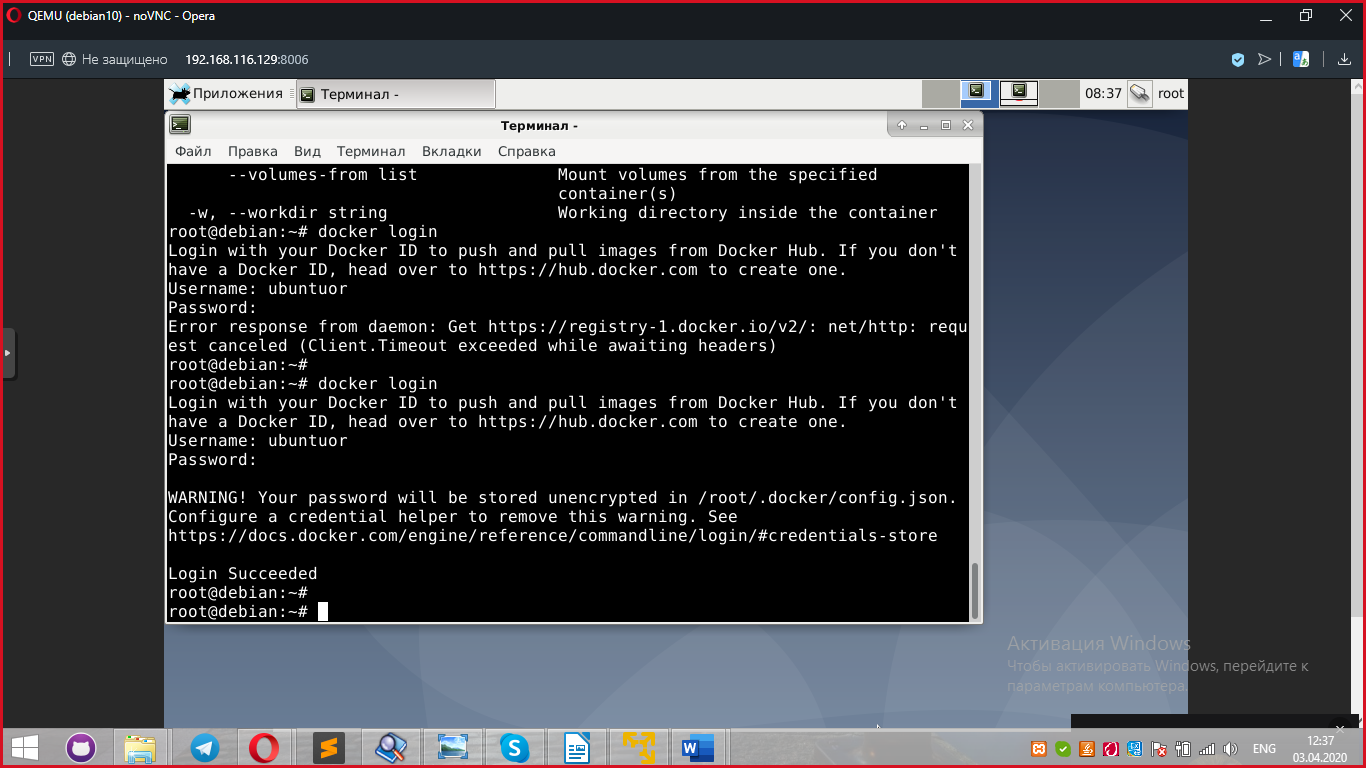 QEMU (debian10) - noVNC - Opera
VPN Не защищено 192.168.116.129:8006
Приложения Терминал - 08:37 root
Терминал -
Файл Правка Вид Терминал Вкладки Справка
--volumes-from list Mount volumes from the specified
container(s)
-w, --workdir string Working directory inside the container
root@debian:~# docker login
Login with your Docker ID to push and pull images from Docker Hub. If you don't
have a Docker ID, head over to https://hub.docker.com to create one.
Username: ubuntuor
Password:
Error response from daemon: Get https://registry-1.docker.io/v2/: net/http: requ
est canceled (Client.Timeout exceeded while awaiting headers)
root@debian:~#
root@debian:~# docker login
Login with your Docker ID to push and pull images from Docker Hub. If you don't
have a Docker ID, head over to https://hub.docker.com to create one.
Username: ubuntuor
Password:
WARNING! Your password will be stored unencrypted in /root/.docker/config.json.
Configure a credential helper to remove this warning. See
https://docs.docker.com/engine/reference/commandline/login/#credentials-store
Login Succeeded
root@debian:~#
root@debian:~#
Активация Windows
Чтобы активировать Windows, перейдите к
параметрам компьютера.
ENG 12:37
03.04.2020